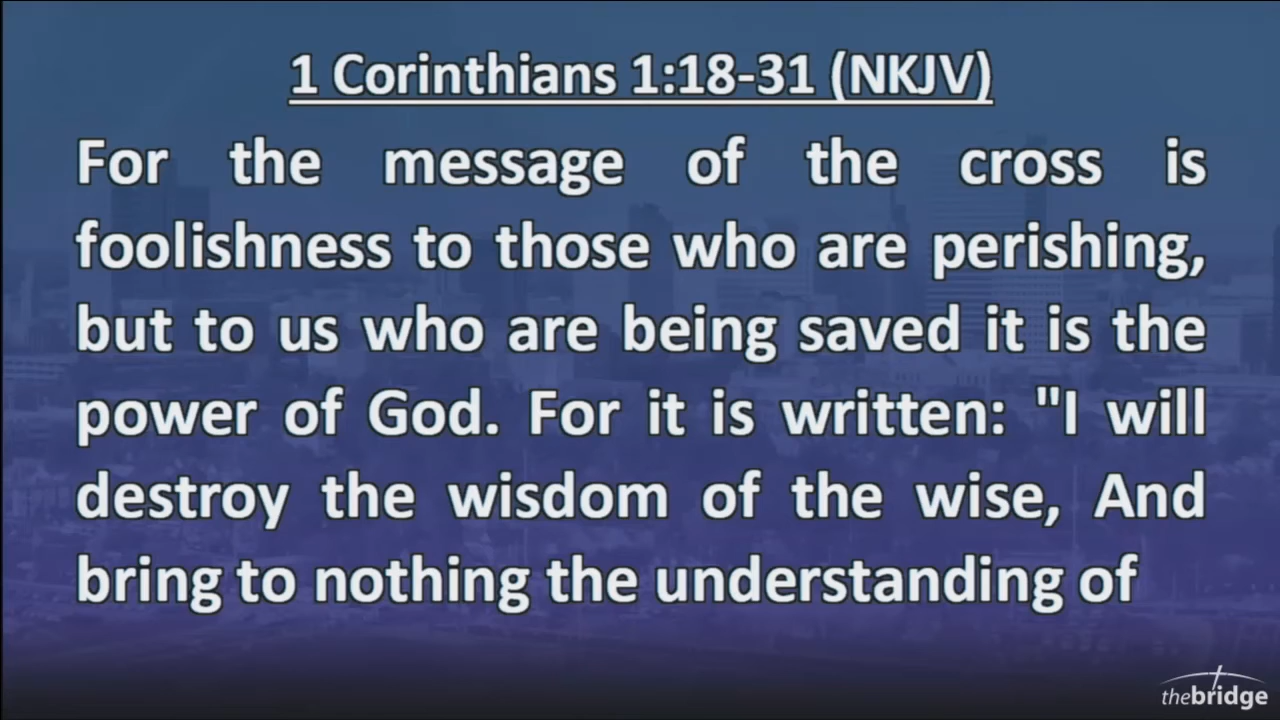 1 Corinthians 1:18-31 (NKJV)
For the message of the cross is
foolishness to those who are perishing,
but to us who are being saved it is the
power of God. For it is written: "I will
destroy the wisdom of the wise, And
bring to nothing the understanding of
thebridge